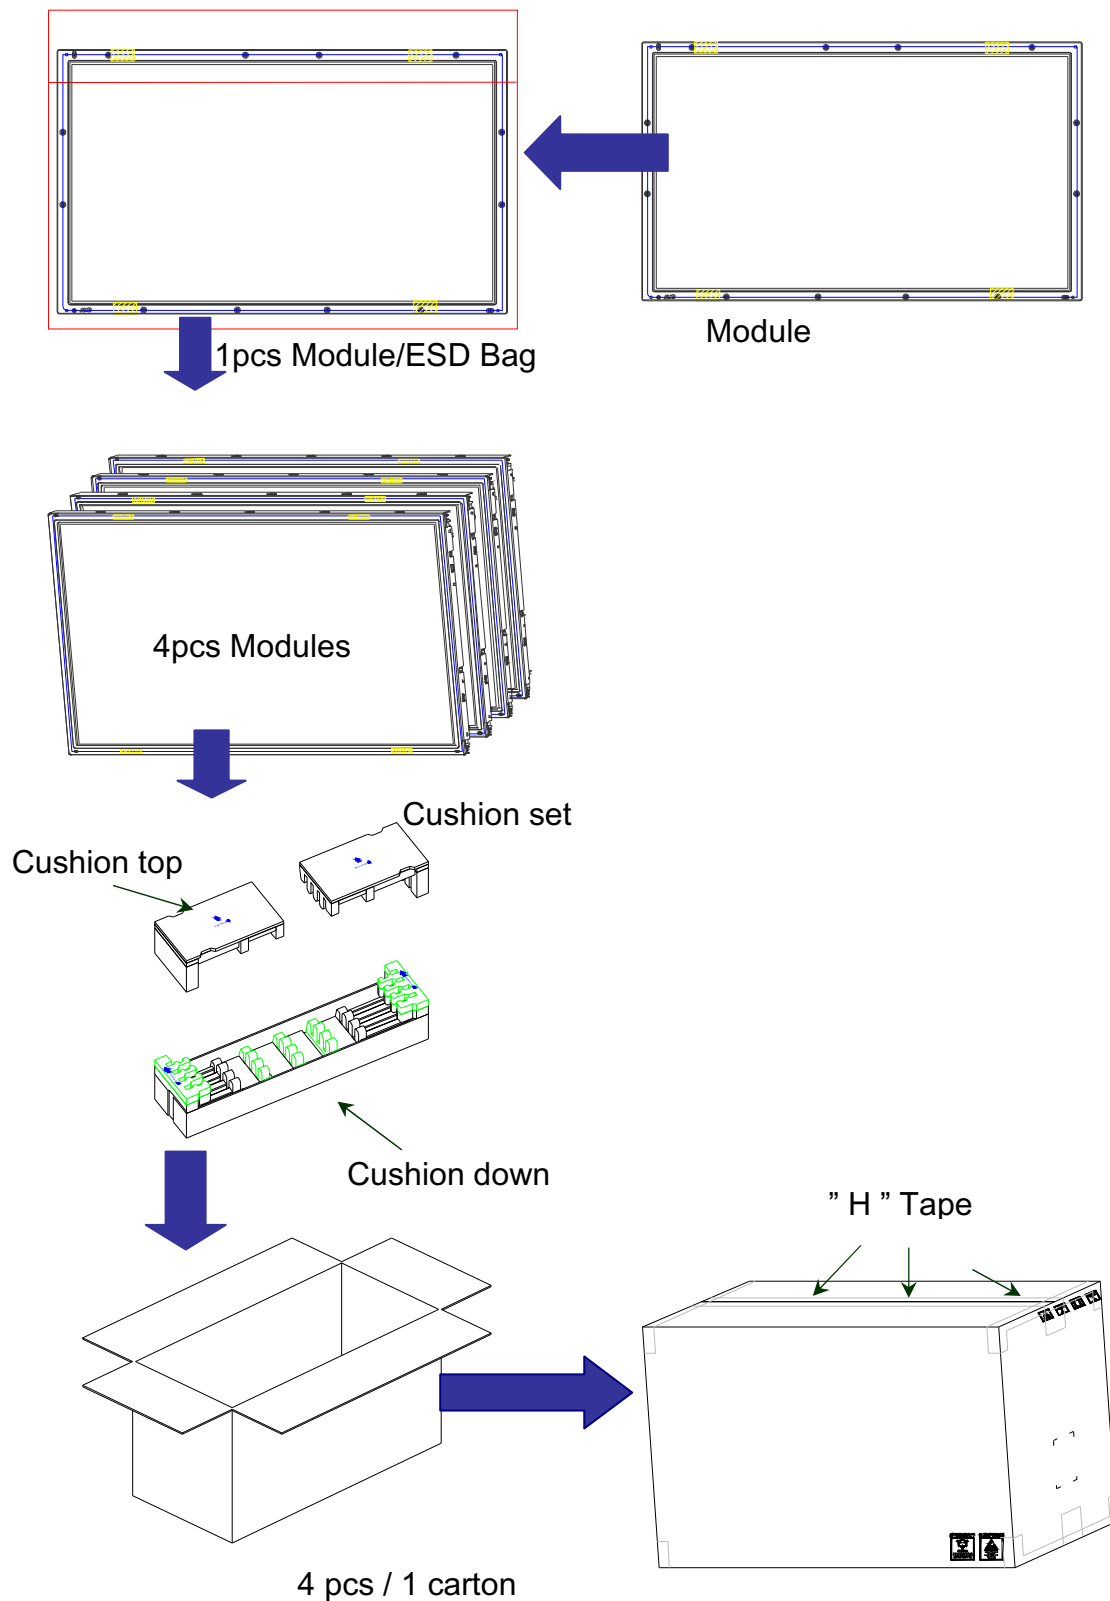 Module
1pcs Module/ESD Bag
4pcs Modules
Cushion set
Cushion top
Cushion down
” H ” Tape
4 pcs / 1 carton